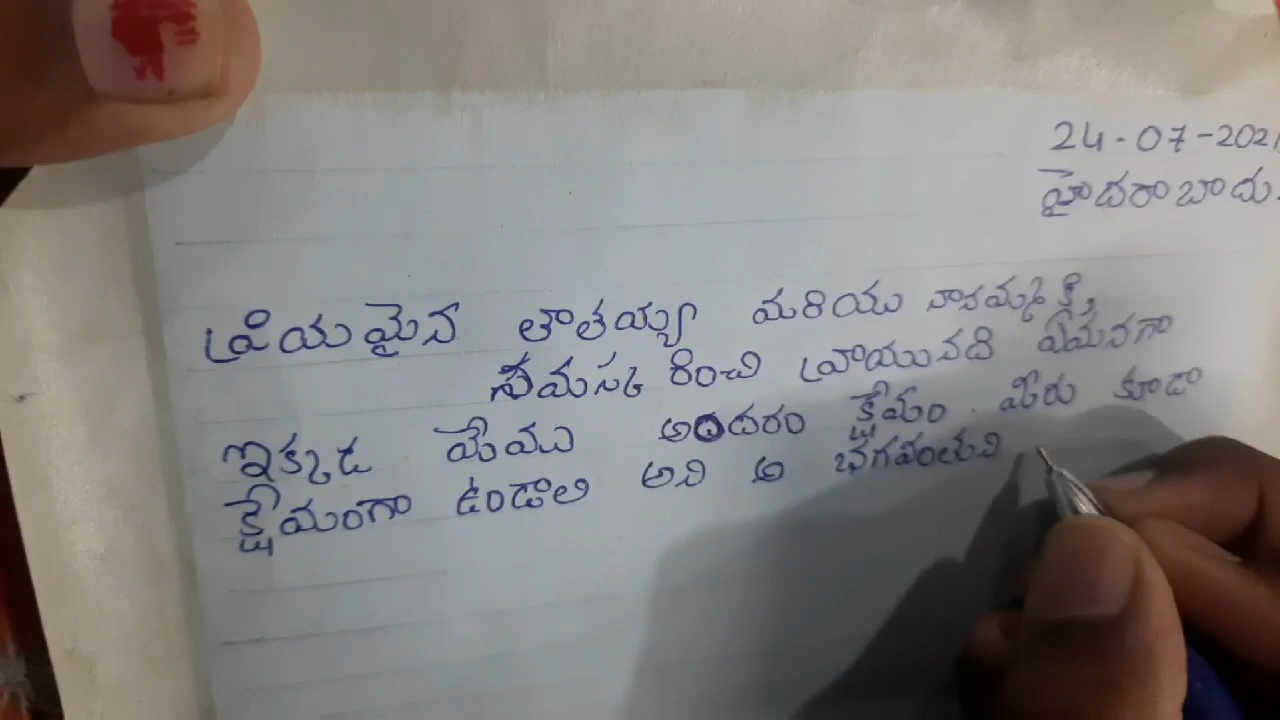 24-07-2021
హైదరాబాదు.
ప్రియమైన తాతయ్యా మరియు నానమ్మకి,
నమస్కరించి వ్రాయునది ఏమనగా
ఇక్కడ మేము అందరం క్షేమం. మీరు కూడా
క్షేమంగా ఉండాలి అని ఆ భగవంతుని